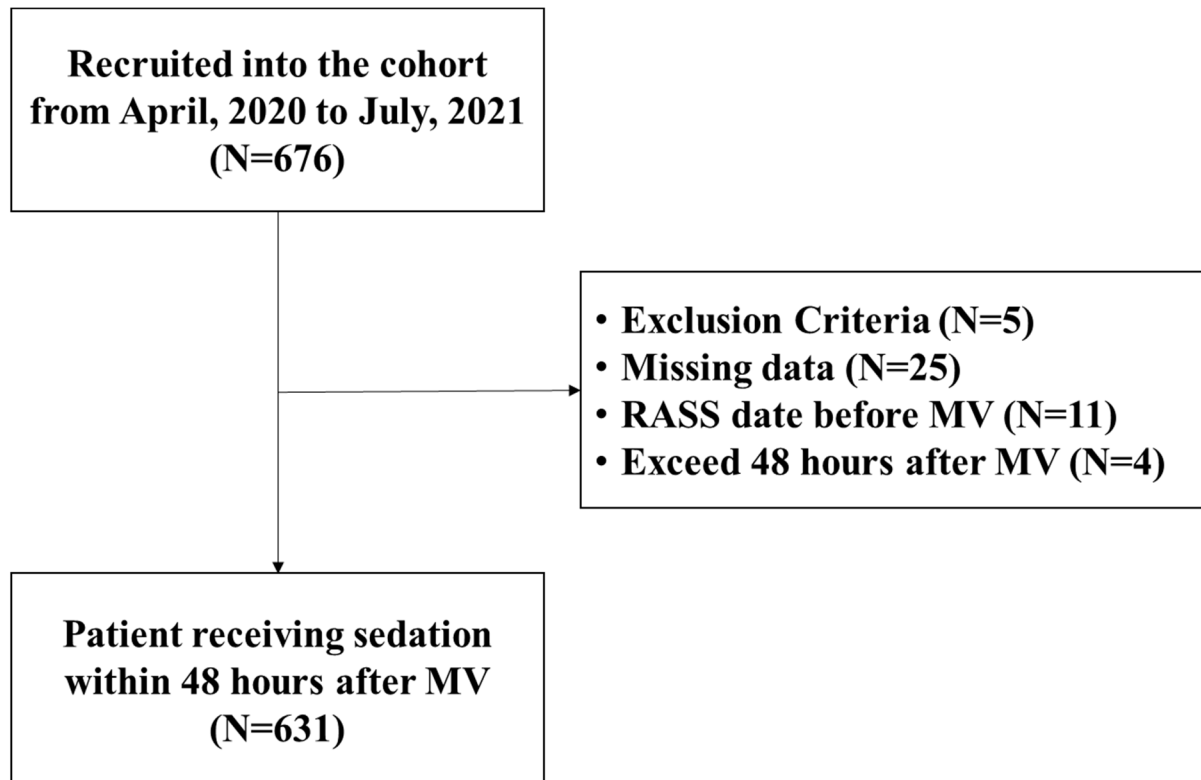 Recruited into the cohort
from April, 2020 to July, 2021
(N=676)
• Exclusion Criteria (N=5)
• Missing data (N=25)
• RASS date before MV (N=11)
• Exceed 48 hours after MV (N=4)
Patient receiving sedation
within 48 hours after MV
(N=631)